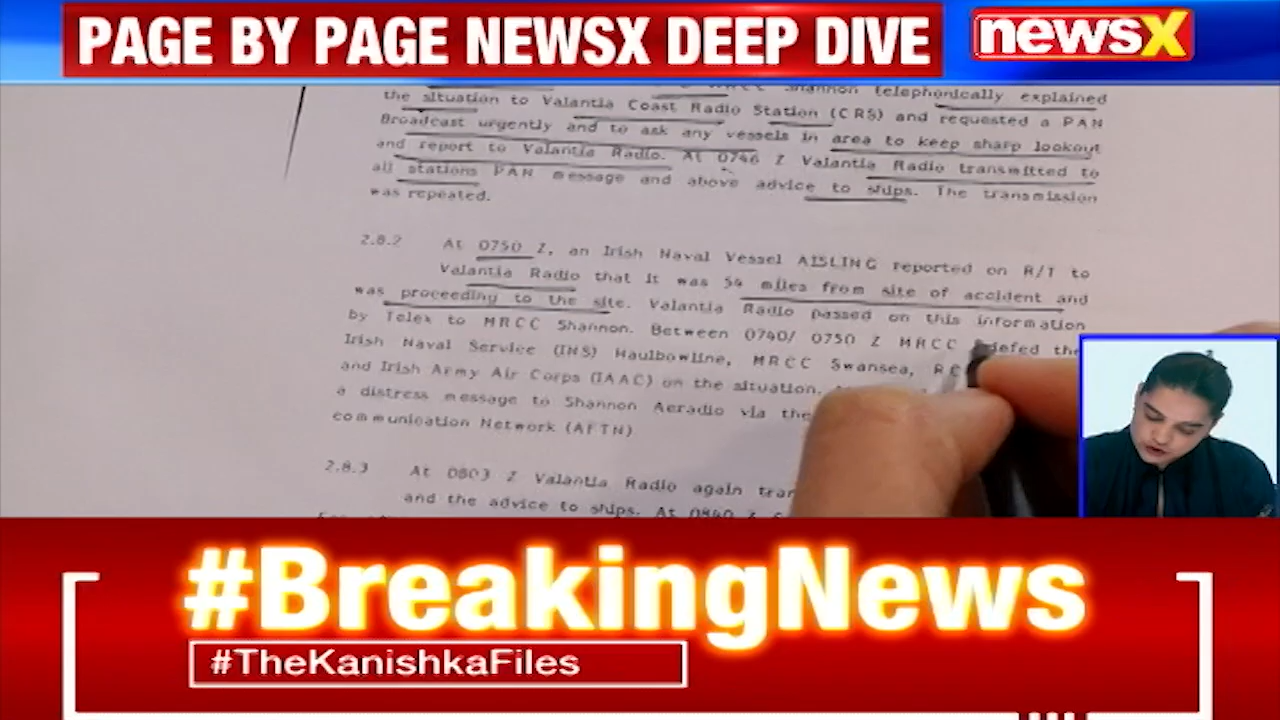 PAGE BY PAGE NEWSX DEEP DIVE
newsX
Shannon telephonically explained
the situation to Valantia Coast Radio Station (CRS) and requested a PAN
Broadcast urgently and to ask any vessels in area to keep sharp lookout
and report to Valantia Radio. At 0746 Z Valantia Radio transmitted to
all stations PAN message and above advice to ships. The transmission
was repeated.
2.8.2 At 0750 Z, an Irish Naval Vessel AISLING reported on R/T to
Valantia Radio that it was 54 miles from site of accident and
was proceeding to the site. Valantia Radio passed on this information
by Telex to MRCC Shannon. Between 0740/ 0750 Z MRCC the
Irish Naval Service (INS) Haulbowline, MRCC Swansea,
and Irish Army Air Corps (IAAC) on the situation.
a distress message to Shannon Aeradio via the
communication Network (AFTN)
2.8.3 At 0803 Z Valantia Radio again
and the advice to ships. At 0840 Z
#BreakingNews
#TheKanishkaFiles